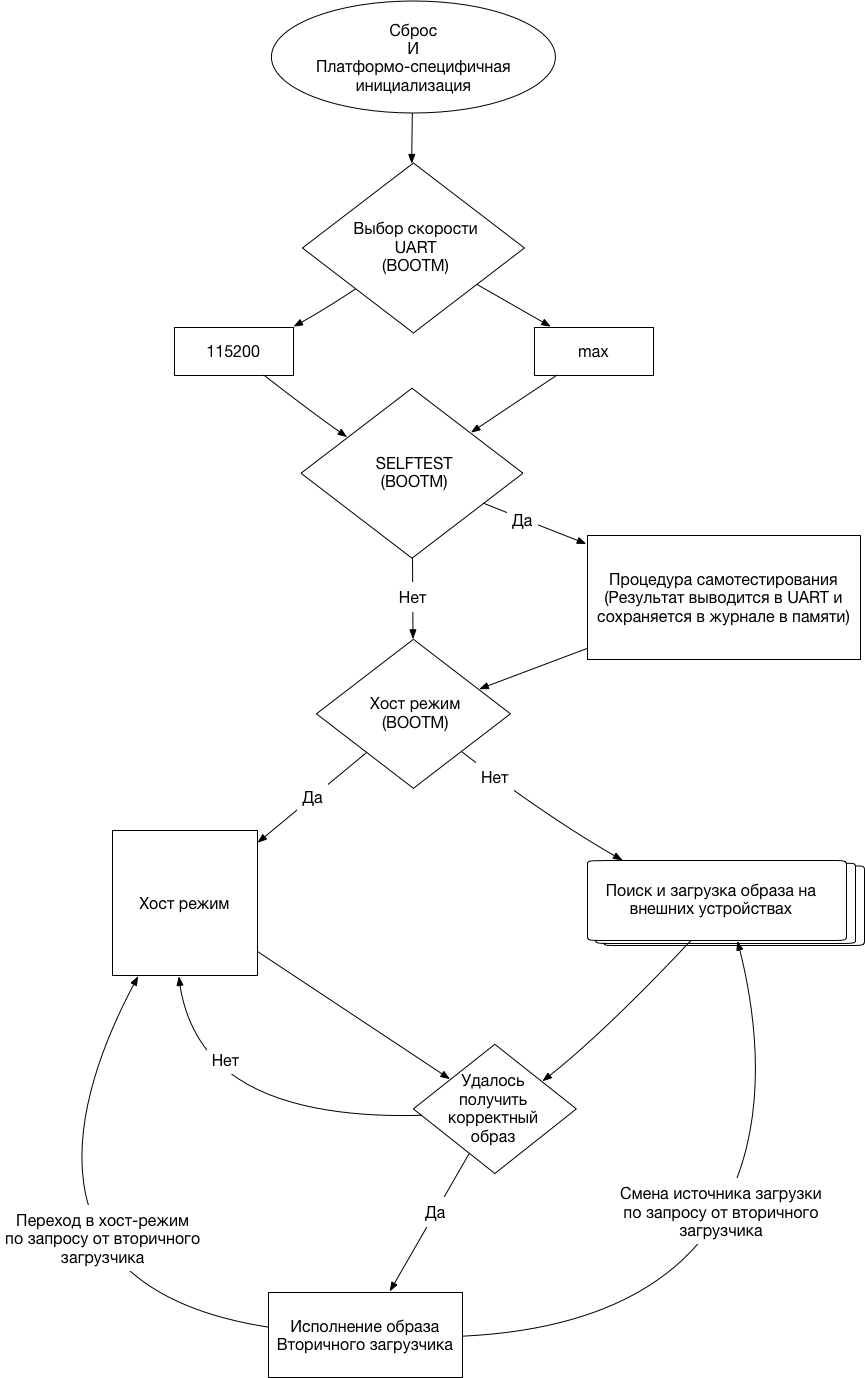 Сброс
И
Платформо-специфичная
инициализация
Выбор скорости
UART
(BOOTM)
115200
max
SELFTEST
(BOOTM)
Да
Нет
Процедура самотестирования
(Результат выводится в UART и
сохраняется в журнале в памяти)
Хост режим
(BOOTM)
Нет
Да
Хост режим
Поиск и загрузка образа на
внешних устройствах
Нет
Удалось
получить
корректный
образ
Да
Переход в хост-режим
по запросу от вторичного
загрузчика
Смена источника загрузки
по запросу от вторичного
загрузчика
Исполнение образа
Вторичного загрузчика